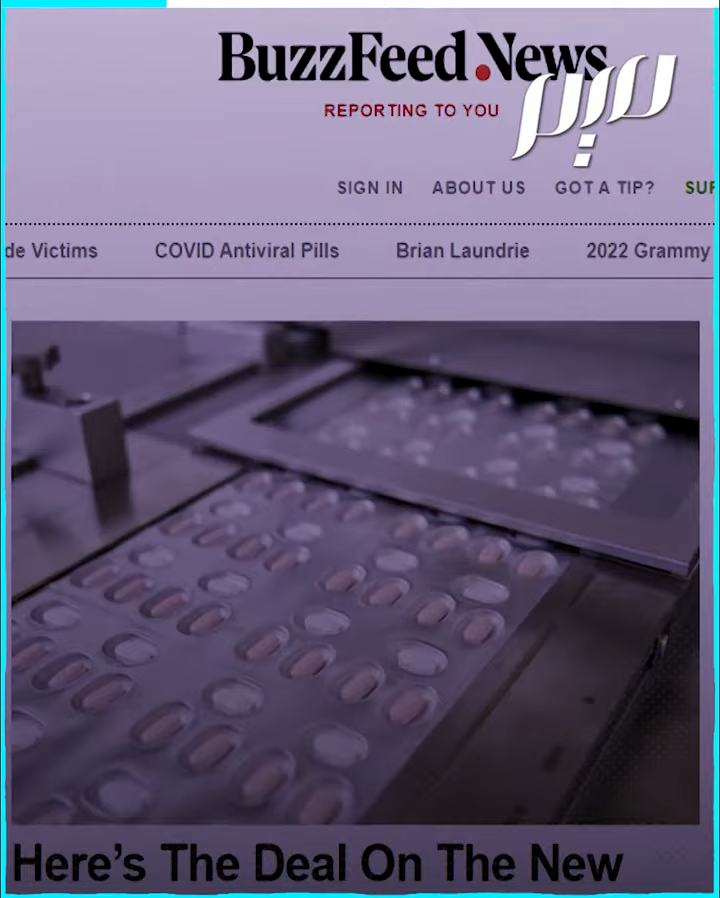 BuzzFeed News
REPORTING TO YOU
SIGN IN ABOUT US GOT A TIP? SUP
de Victims COVID Antiviral Pills Brian Laundrie 2022 Grammy
Here's The Deal On The New